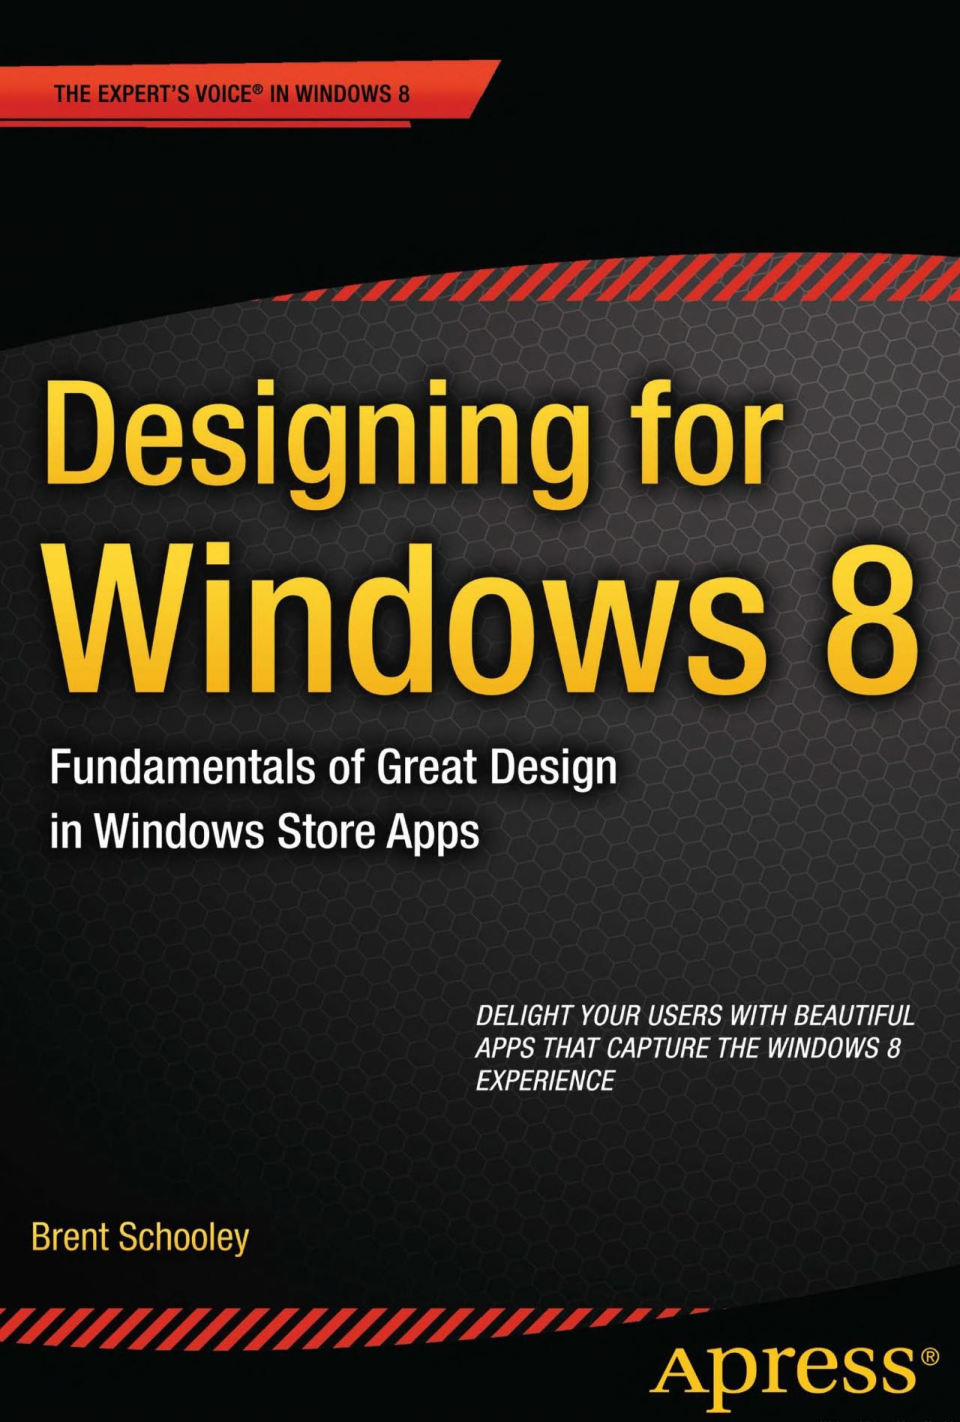 THE EXPERT'S VOICE® IN WINDOWS 8
Designing for
Windows 8
Fundamentals of Great Design
in Windows Store Apps
DELIGHT YOUR USERS WITH BEAUTIFUL
APPS THAT CAPTURE THE WINDOWS 8
EXPERIENCE
Brent Schooley
Apress®